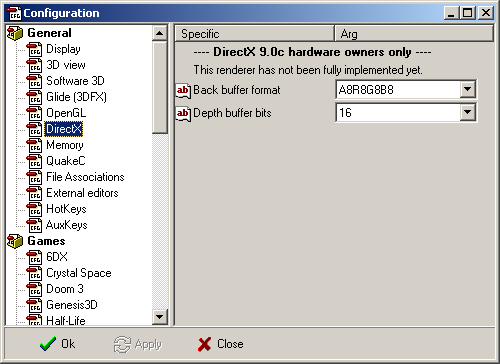 Configuration
General
Display
3D view
Software 3D
Glide (3DFX)
OpenGL
DirectX
Memory
QuakeC
File Associations
External editors
HotKeys
AuxKeys
Games
6DX
Crystal Space
Doom 3
Genesis3D
Half-Life
Specific Arg
---- DirectX 9.0c hardware owners only ----
This renderer has not been fully implemented yet.
Back buffer format A8R8G8B8
Depth buffer bits 16
Ok Apply Close